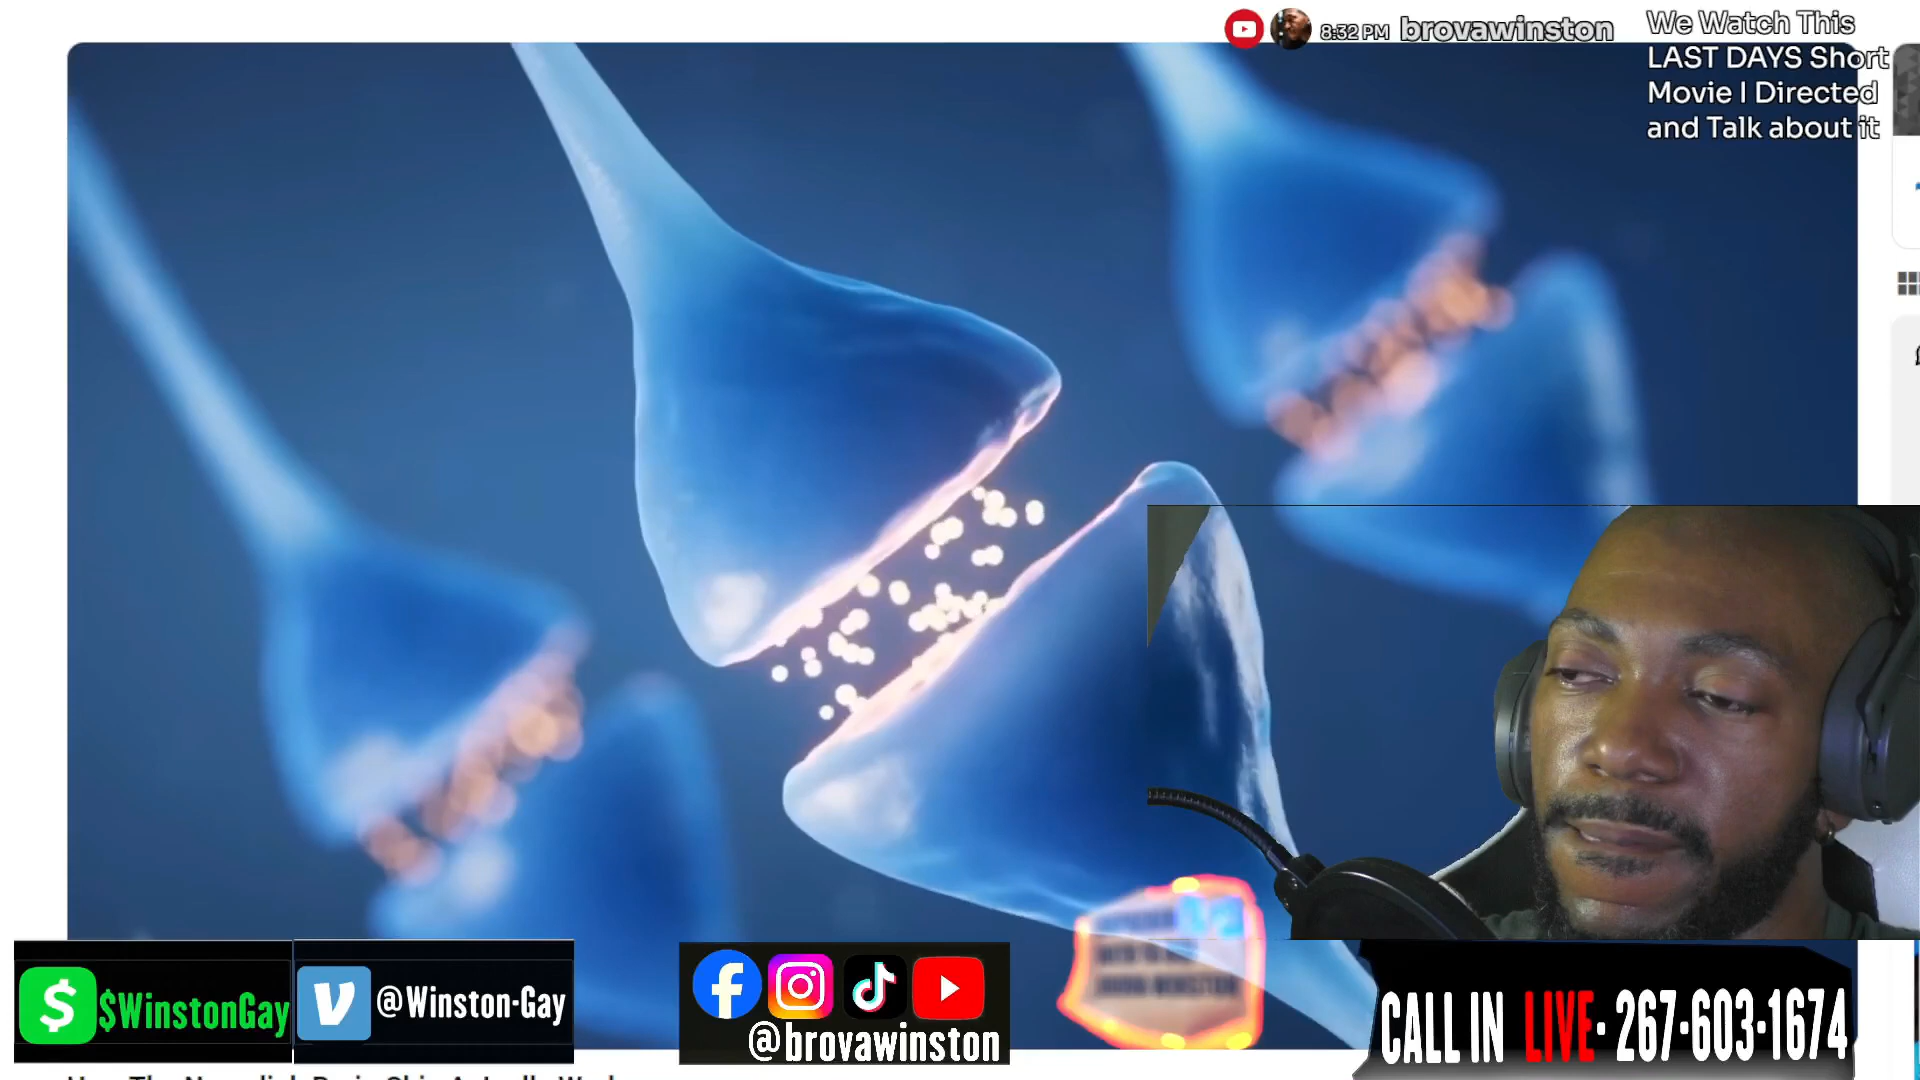 8:32 PM brovawinston
We Watch This
LAST DAYS Short
Movie I Directed
and Talk about it
$WinstonGay
@Winston-Gay
@brovawinston
CALL IN LIVE· 267-603-1674